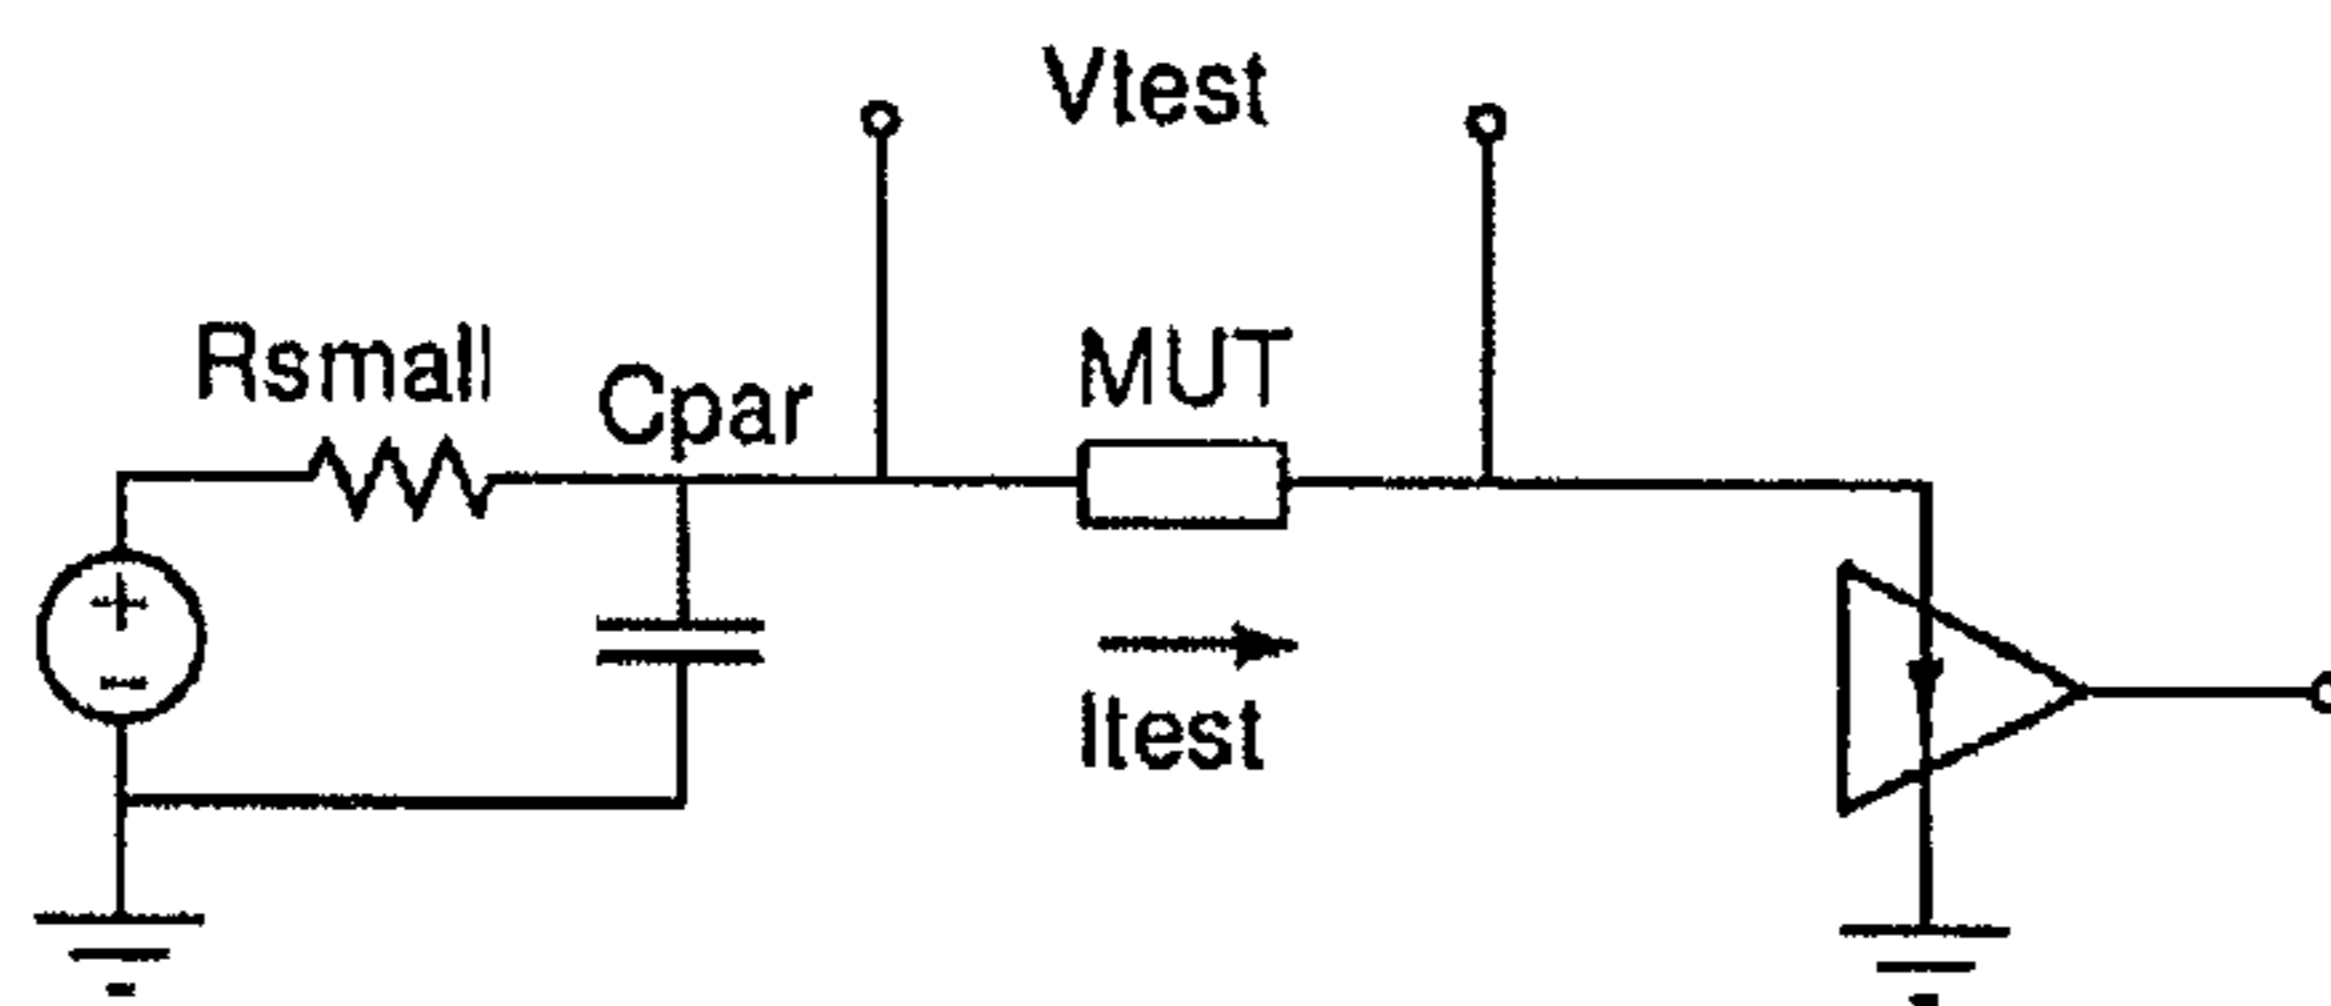 Vtest
Rsmall
Cpar
MUT
+
-
Itest